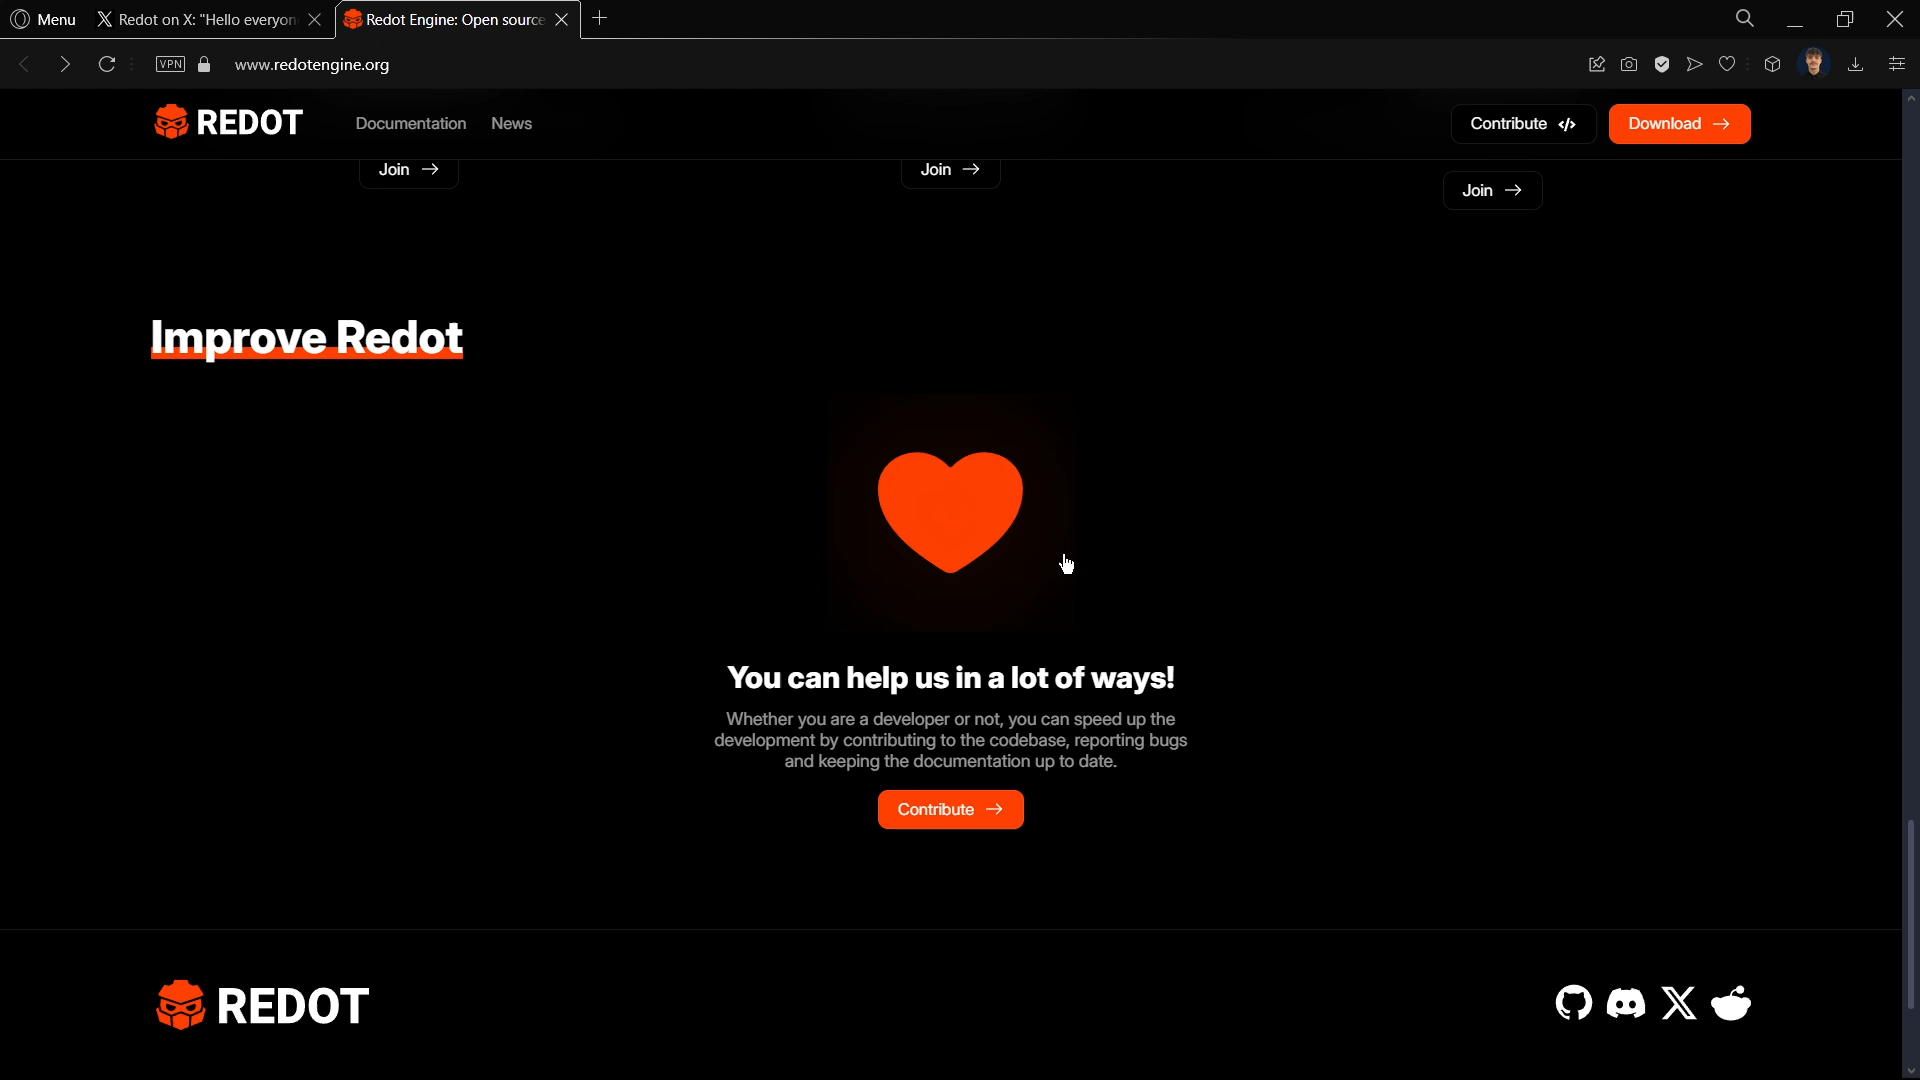 Menu
Redot on X: "Hello everyon
Redot Engine: Open source
VPN
www.redotengine.org
REDOT
Documentation
News
Contribute </>
Download →
Join →
Join →
Join →
Improve Redot
You can help us in a lot of ways!
Whether you are a developer or not, you can speed up the
development by contributing to the codebase, reporting bugs
and keeping the documentation up to date.
Contribute →
REDOT